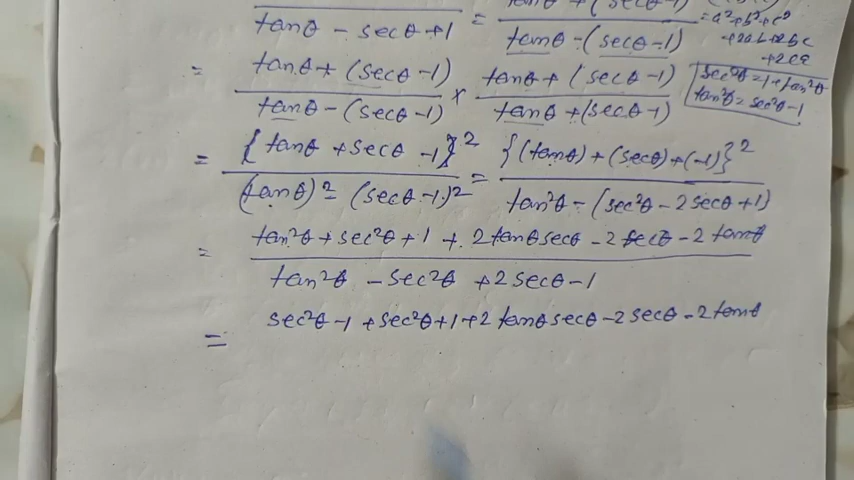 tanθ - secθ + 1 = tanθ - (secθ - 1) = a² + b² + c²
+ 2ab + 2bc
+ 2ca
= tanθ + (secθ - 1) / tanθ - (secθ - 1) × tanθ + (secθ - 1) / tanθ + (secθ - 1)
sec²θ = 1 + tan²θ
tan²θ = sec²θ - 1
= {tanθ + secθ - 1}² / (tanθ)² - (secθ - 1)² = {(tanθ) + (secθ) + (-1)}² / tan²θ - (sec²θ - 2secθ + 1)
= tan²θ + sec²θ + 1 + 2tanθ secθ - 2secθ - 2tanθ / tan²θ - sec²θ + 2secθ - 1
= sec²θ - 1 + sec²θ + 1 + 2tanθ secθ - 2secθ - 2tanθ